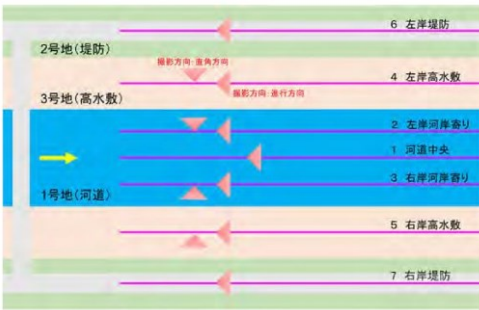 6 左岸堤防
2号地(堤防)
撮影方向:直角方向
4 左岸高水敷
撮影方向:進行方向
3号地(高水敷)
2 左岸河岸寄り
1 河道中央
3 右岸河岸寄り
1号地(河道)
5 右岸高水敷
7 右岸堤防